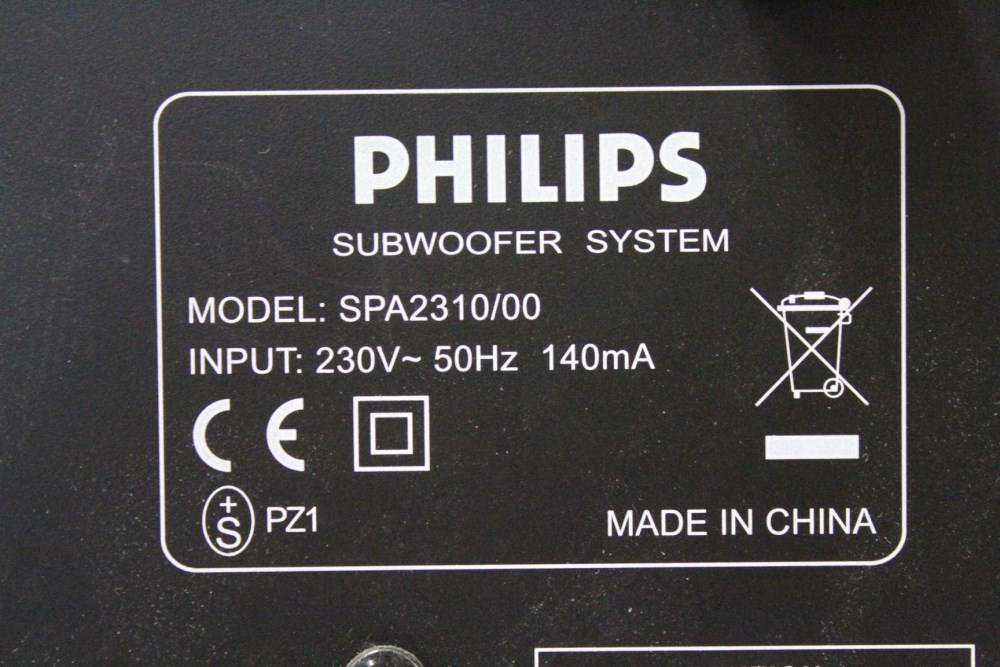 PHILIPS
SUBWOOFER SYSTEM
MODEL: SPA2310/00
INPUT: 230V~ 50Hz 140mA
CE
+S PZ1
MADE IN CHINA